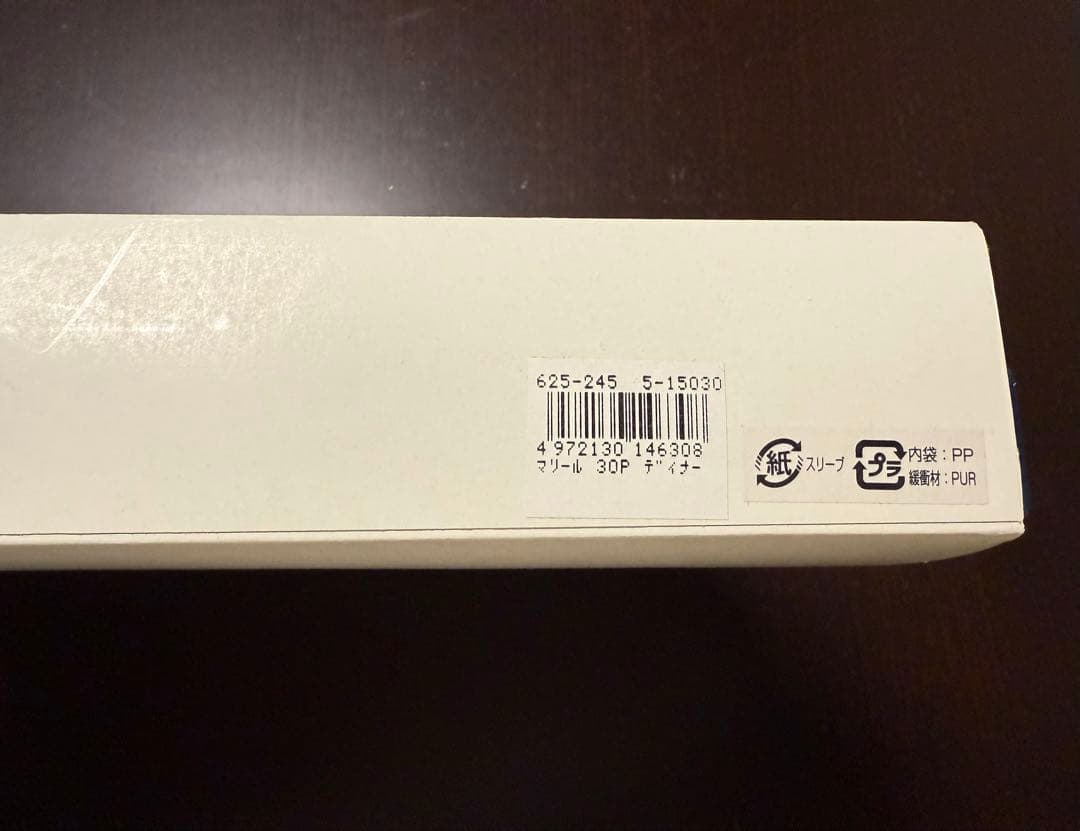 625-245 5-15030
4 972130 146308
マリール 30P ディナー
紙 スリーブ
プラ 内袋：PP
緩衝材：PUR